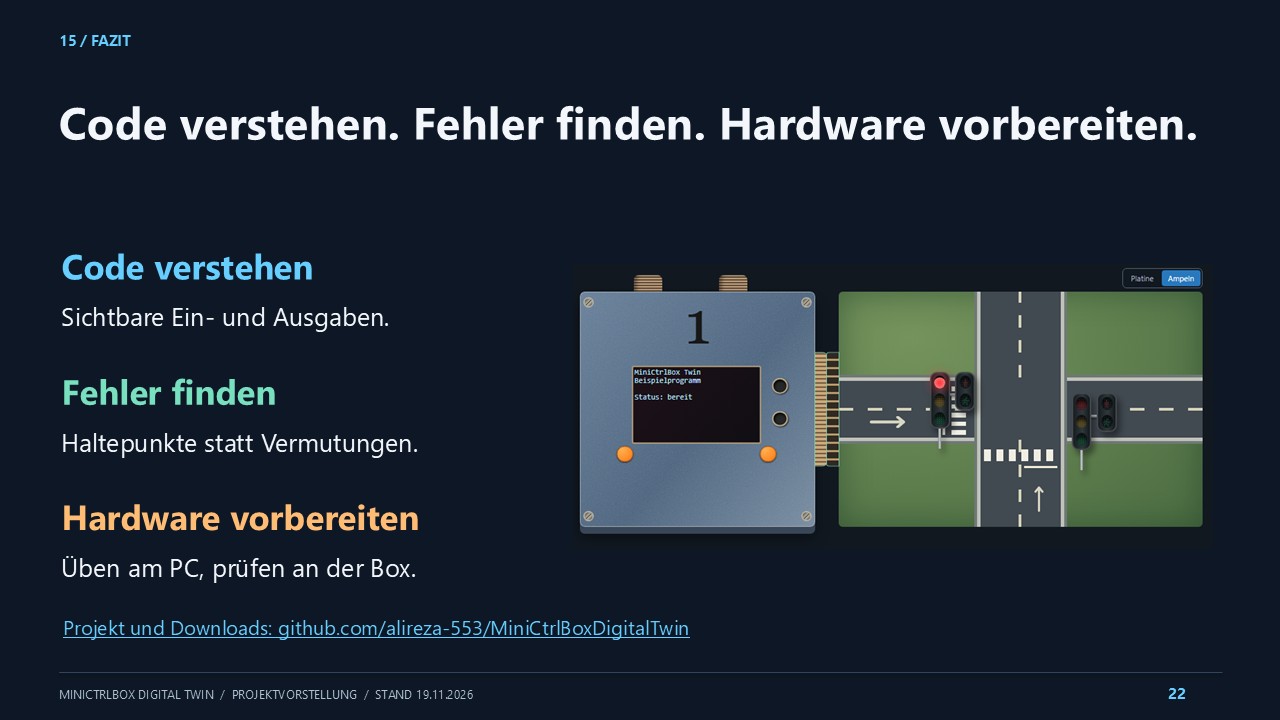 15 / FAZIT
Code verstehen. Fehler finden. Hardware vorbereiten.
Code verstehen
Sichtbare Ein- und Ausgaben.
Fehler finden
Haltepunkte statt Vermutungen.
Hardware vorbereiten
Üben am PC, prüfen an der Box.
Platine Ampeln
1
MiniCtrlBox Twin
Beispielprogramm
Status: bereit
Projekt und Downloads: github.com/alireza-553/MiniCtrlBoxDigitalTwin
MINICTRLBOX DIGITAL TWIN / PROJEKTVORSTELLUNG / STAND 19.11.2026
22